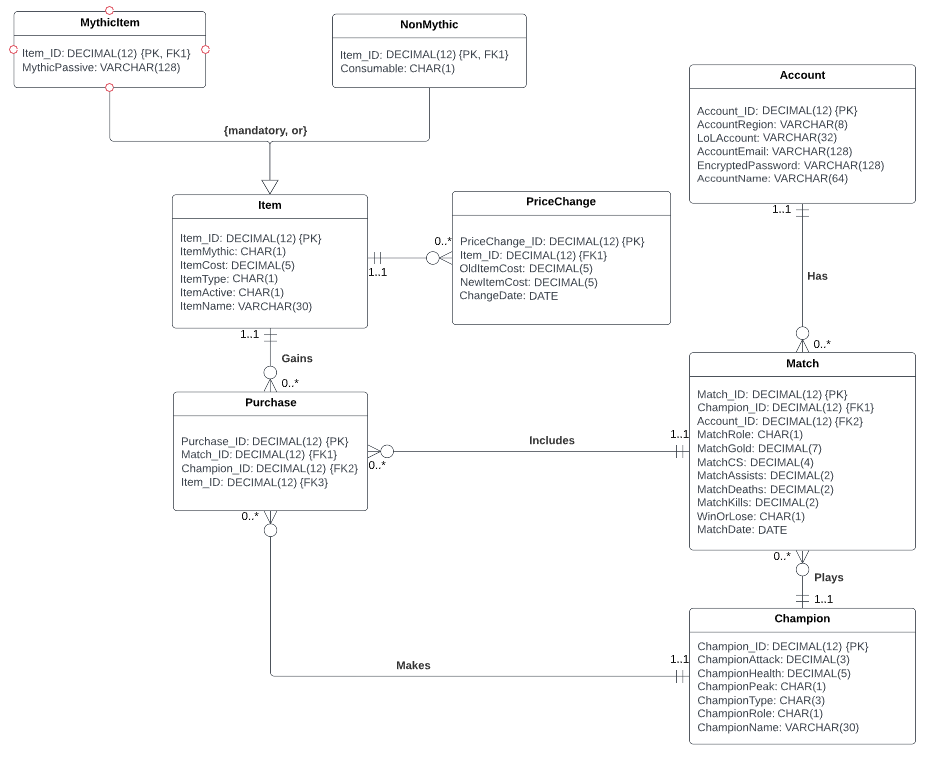 MythicItem
Item_ID: DECIMAL(12) {PK, FK1}
MythicPassive: VARCHAR(128)
NonMythic
Item_ID: DECIMAL(12) {PK, FK1}
Consumable: CHAR(1)
{mandatory, or}
Account
Account_ID: DECIMAL(12) {PK}
AccountRegion: VARCHAR(8)
LoLAccount: VARCHAR(32)
AccountEmail: VARCHAR(128)
EncryptedPassword: VARCHAR(128)
AccountName: VARCHAR(64)
1..1
Has
0..*
Item
Item_ID: DECIMAL(12) {PK}
ItemMythic: CHAR(1)
ItemCost: DECIMAL(5)
ItemType: CHAR(1)
ItemActive: CHAR(1)
ItemName: VARCHAR(30)
1..1
0..*
PriceChange
PriceChange_ID: DECIMAL(12) {PK}
Item_ID: DECIMAL(12) {FK1}
OldItemCost: DECIMAL(5)
NewItemCost: DECIMAL(5)
ChangeDate: DATE
1..1
Gains
0..*
Purchase
Purchase_ID: DECIMAL(12) {PK}
Match_ID: DECIMAL(12) {FK1}
Champion_ID: DECIMAL(12) {FK2}
Item_ID: DECIMAL(12) {FK3}
0..*
Includes
1..1
Match
Match_ID: DECIMAL(12) {PK}
Champion_ID: DECIMAL(12) {FK1}
Account_ID: DECIMAL(12) {FK2}
MatchRole: CHAR(1)
MatchGold: DECIMAL(7)
MatchCS: DECIMAL(4)
MatchAssists: DECIMAL(2)
MatchDeaths: DECIMAL(2)
MatchKills: DECIMAL(2)
WinOrLose: CHAR(1)
MatchDate: DATE
0..*
Plays
1..1
0..*
Makes
1..1
Champion
Champion_ID: DECIMAL(12) {PK}
ChampionAttack: DECIMAL(3)
ChampionHealth: DECIMAL(5)
ChampionPeak: CHAR(1)
ChampionType: CHAR(3)
ChampionRole: CHAR(1)
ChampionName: VARCHAR(30)